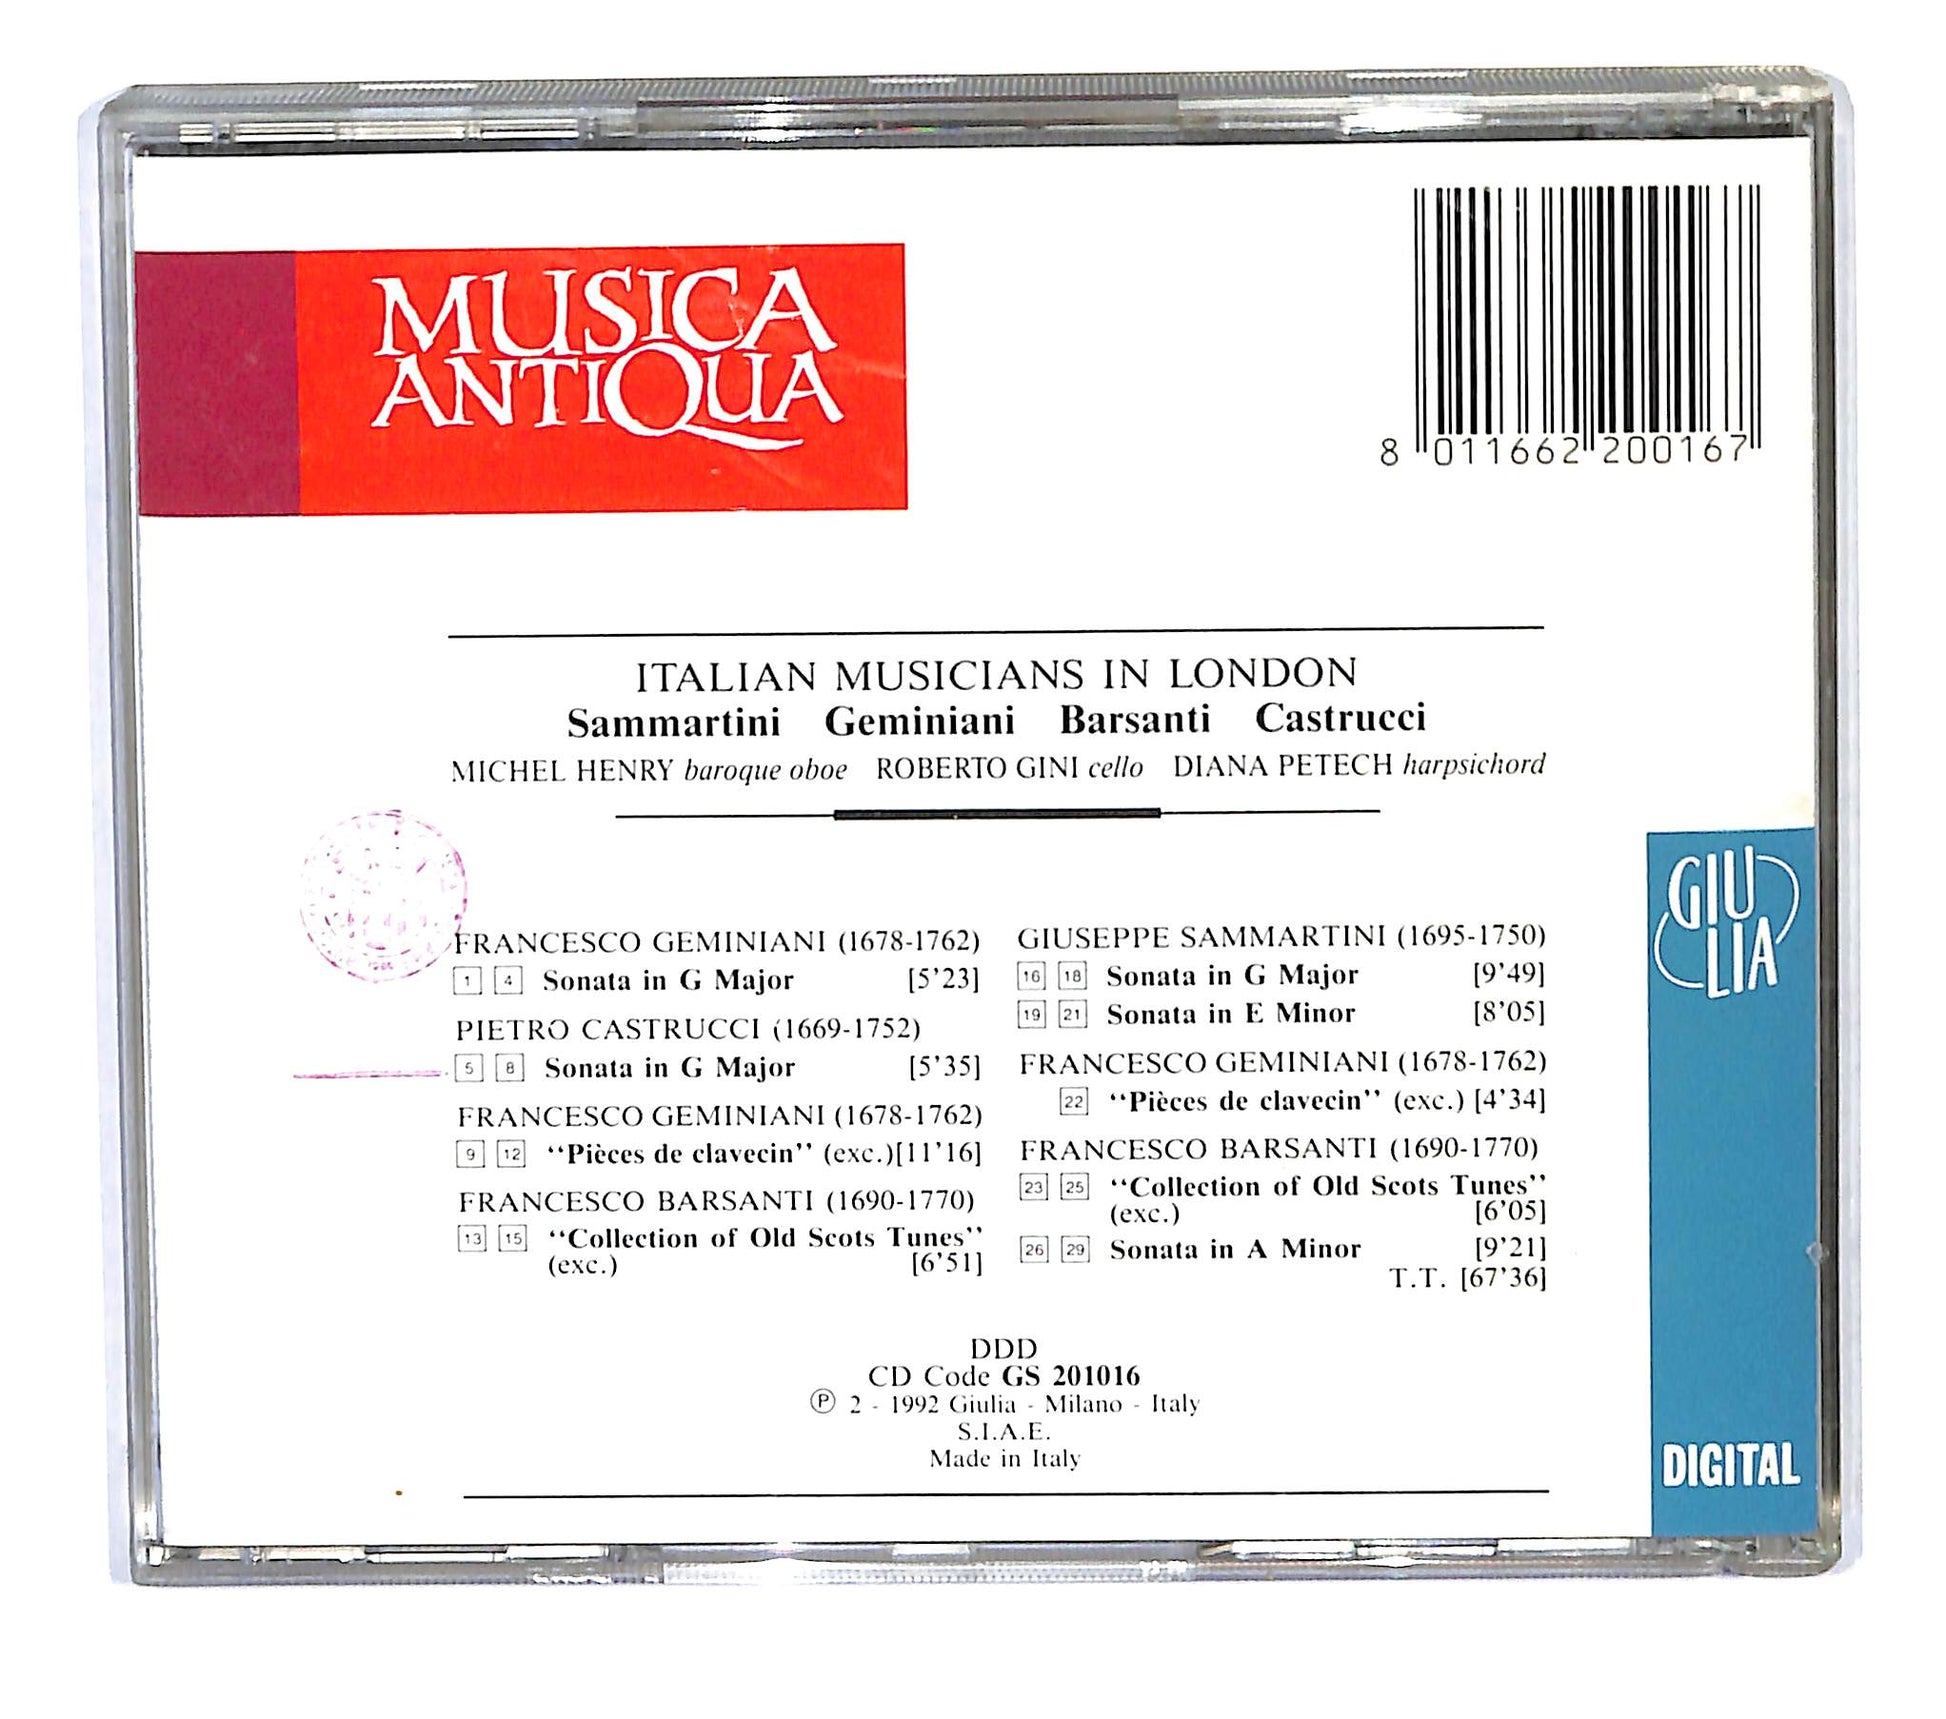 MUSICA
ANTIQUA
8 011662 200167
ITALIAN MUSICIANS IN LONDON
Sammartini Geminiani Barsanti Castrucci
MICHEL HENRY baroque oboe ROBERTO GINI cello DIANA PETECH harpsichord
FRANCESCO GEMINIANI (1678-1762)
1 4 Sonata in G Major [5'23]
PIETRO CASTRUCCI (1669-1752)
5 8 Sonata in G Major [5'35]
FRANCESCO GEMINIANI (1678-1762)
9 12 "Pièces de clavecin" (exc.)[11'16]
FRANCESCO BARSANTI (1690-1770)
13 15 "Collection of Old Scots Tunes"
(exc.) [6'51]
GIUSEPPE SAMMARTINI (1695-1750)
16 18 Sonata in G Major [9'49]
19 21 Sonata in E Minor [8'05]
FRANCESCO GEMINIANI (1678-1762)
22 "Pièces de clavecin" (exc.) [4'34]
FRANCESCO BARSANTI (1690-1770)
23 25 "Collection of Old Scots Tunes"
(exc.) [6'05]
26 29 Sonata in A Minor [9'21]
T.T. [67'36]
GIU
LIA
DIGITAL
DDD
CD Code GS 201016
Ⓟ 2 - 1992 Giulia - Milano - Italy
S.I.A.E.
Made in Italy